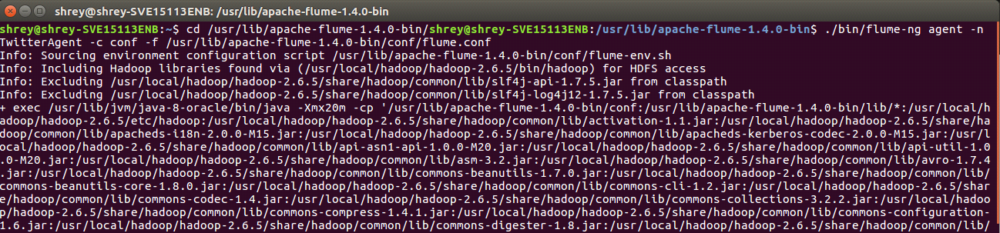 shrey@shrey-SVE15113ENB: /usr/lib/apache-flume-1.4.0-bin
shrey@shrey-SVE15113ENB:~$ cd /usr/lib/apache-flume-1.4.0-bin/shrey@shrey-SVE15113ENB:/usr/lib/apache-flume-1.4.0-bin$ ./bin/flume-ng agent -n
TwitterAgent -c conf -f /usr/lib/apache-flume-1.4.0-bin/conf/flume.conf
Info: Sourcing environment configuration script /usr/lib/apache-flume-1.4.0-bin/conf/flume-env.sh
Info: Including Hadoop libraries found via (/usr/local/hadoop/hadoop-2.6.5/bin/hadoop) for HDFS access
Info: Excluding /usr/local/hadoop/hadoop-2.6.5/share/hadoop/common/lib/slf4j-api-1.7.5.jar from classpath
Info: Excluding /usr/local/hadoop/hadoop-2.6.5/share/hadoop/common/lib/slf4j-log4j12-1.7.5.jar from classpath
+ exec /usr/lib/jvm/java-8-oracle/bin/java -Xmx20m -cp '/usr/lib/apache-flume-1.4.0-bin/conf:/usr/lib/apache-flume-1.4.0-bin/lib/*:/usr/local/h
adoop/hadoop-2.6.5/etc/hadoop:/usr/local/hadoop/hadoop-2.6.5/share/hadoop/common/lib/activation-1.1.jar:/usr/local/hadoop/hadoop-2.6.5/share/ha
doop/common/lib/apacheds-i18n-2.0.0-M15.jar:/usr/local/hadoop/hadoop-2.6.5/share/hadoop/common/lib/apacheds-kerberos-codec-2.0.0-M15.jar:/usr/l
ocal/hadoop/hadoop-2.6.5/share/hadoop/common/lib/api-asn1-api-1.0.0-M20.jar:/usr/local/hadoop/hadoop-2.6.5/share/hadoop/common/lib/api-util-1.0
.0-M20.jar:/usr/local/hadoop/hadoop-2.6.5/share/hadoop/common/lib/asm-3.2.jar:/usr/local/hadoop/hadoop-2.6.5/share/hadoop/common/lib/avro-1.7.4
.jar:/usr/local/hadoop/hadoop-2.6.5/share/hadoop/common/lib/commons-beanutils-1.7.0.jar:/usr/local/hadoop/hadoop-2.6.5/share/hadoop/common/lib/
commons-beanutils-core-1.8.0.jar:/usr/local/hadoop/hadoop-2.6.5/share/hadoop/common/lib/commons-cli-1.2.jar:/usr/local/hadoop/hadoop-2.6.5/shar
e/hadoop/common/lib/commons-codec-1.4.jar:/usr/local/hadoop/hadoop-2.6.5/share/hadoop/common/lib/commons-collections-3.2.2.jar:/usr/local/hadoo
p/hadoop-2.6.5/share/hadoop/common/lib/commons-compress-1.4.1.jar:/usr/local/hadoop/hadoop-2.6.5/share/hadoop/common/lib/commons-configuration-
1.6.jar:/usr/local/hadoop/hadoop-2.6.5/share/hadoop/common/lib/commons-digester-1.8.jar:/usr/local/hadoop/hadoop-2.6.5/share/hadoop/common/lib/